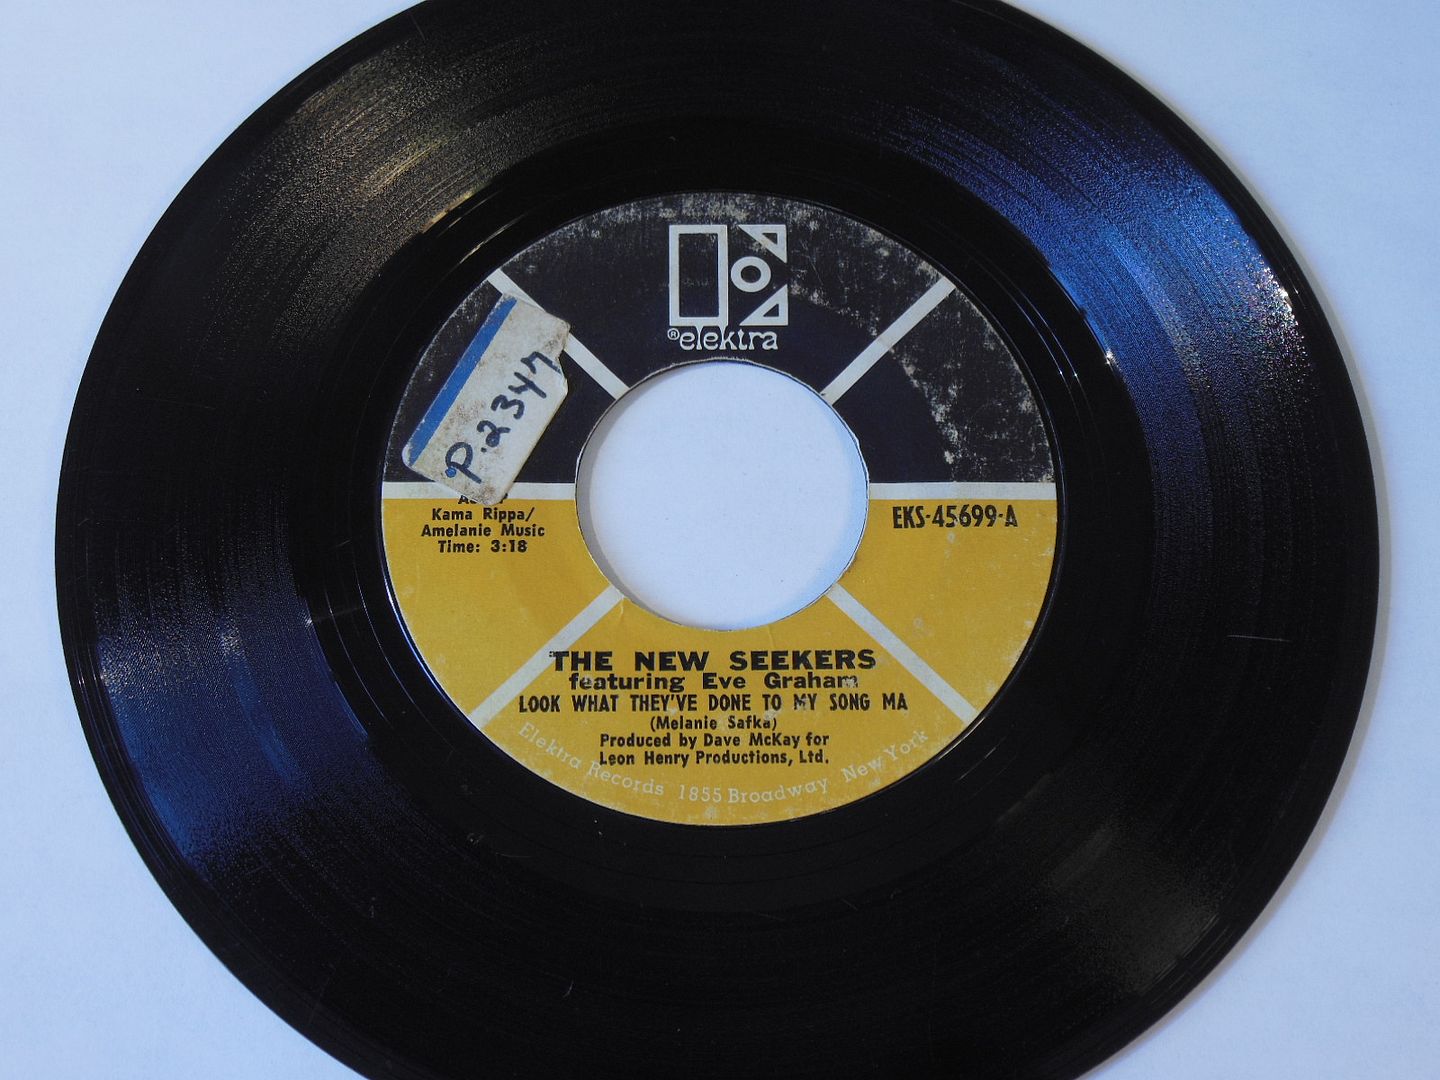 ®elektra
P.2347
Kama Rippa/
Amelanie Music
Time: 3:18
EKS-45699-A
THE NEW SEEKERS
featuring Eve Graham
LOOK WHAT THEY'VE DONE TO MY SONG MA
(Melanie Safka)
Produced by Dave McKay for
Leon Henry Productions, Ltd.
Elektra Records 1855 Broadway New York